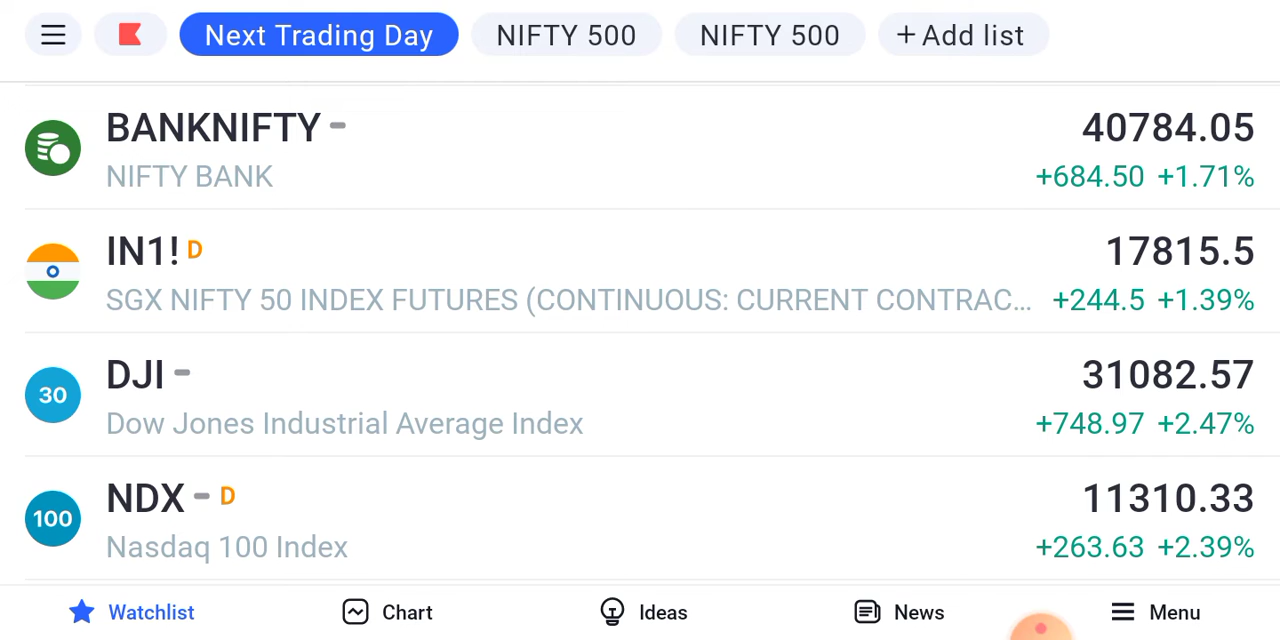 Next Trading Day NIFTY 500 NIFTY 500 +Add list
BANKNIFTY 40784.05
NIFTY BANK +684.50 +1.71%
IN1! D 17815.5
SGX NIFTY 50 INDEX FUTURES (CONTINUOUS: CURRENT CONTRAC... +244.5 +1.39%
30 DJI 31082.57
Dow Jones Industrial Average Index +748.97 +2.47%
100 NDX D 11310.33
Nasdaq 100 Index +263.63 +2.39%
Watchlist Chart Ideas News Menu